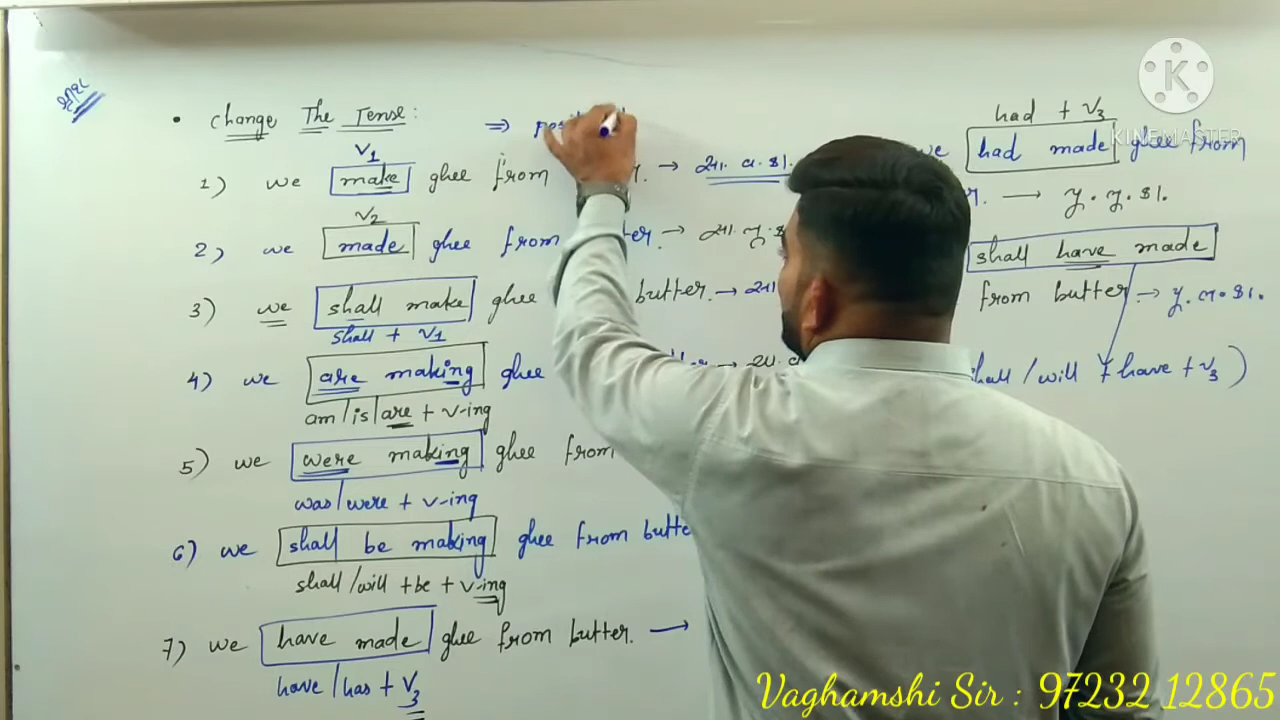 • Change The Tense: ⇒
V1
1) we make ghee from → સા. વ. કા.
V2
2) we made ghee from → સા. ભૂ.
3) we shall make ghee butter. → સા
shall + V1
4) we are making ghee → ચા.
am / is / are + V-ing
5) we were making ghee from
was / were + V-ing
6) we shall be making ghee from
shall / will + be + V-ing
7) we have made ghee from butter. →
have / has + V3
had + V3
we had made ghee from
→ પૂ. ભૂ. કા.
shall have made
from butter. → પૂ. ભ. કા.
/ will + have + V3)
K
KINEMASTER
Vaghamshi Sir : 97232 12865